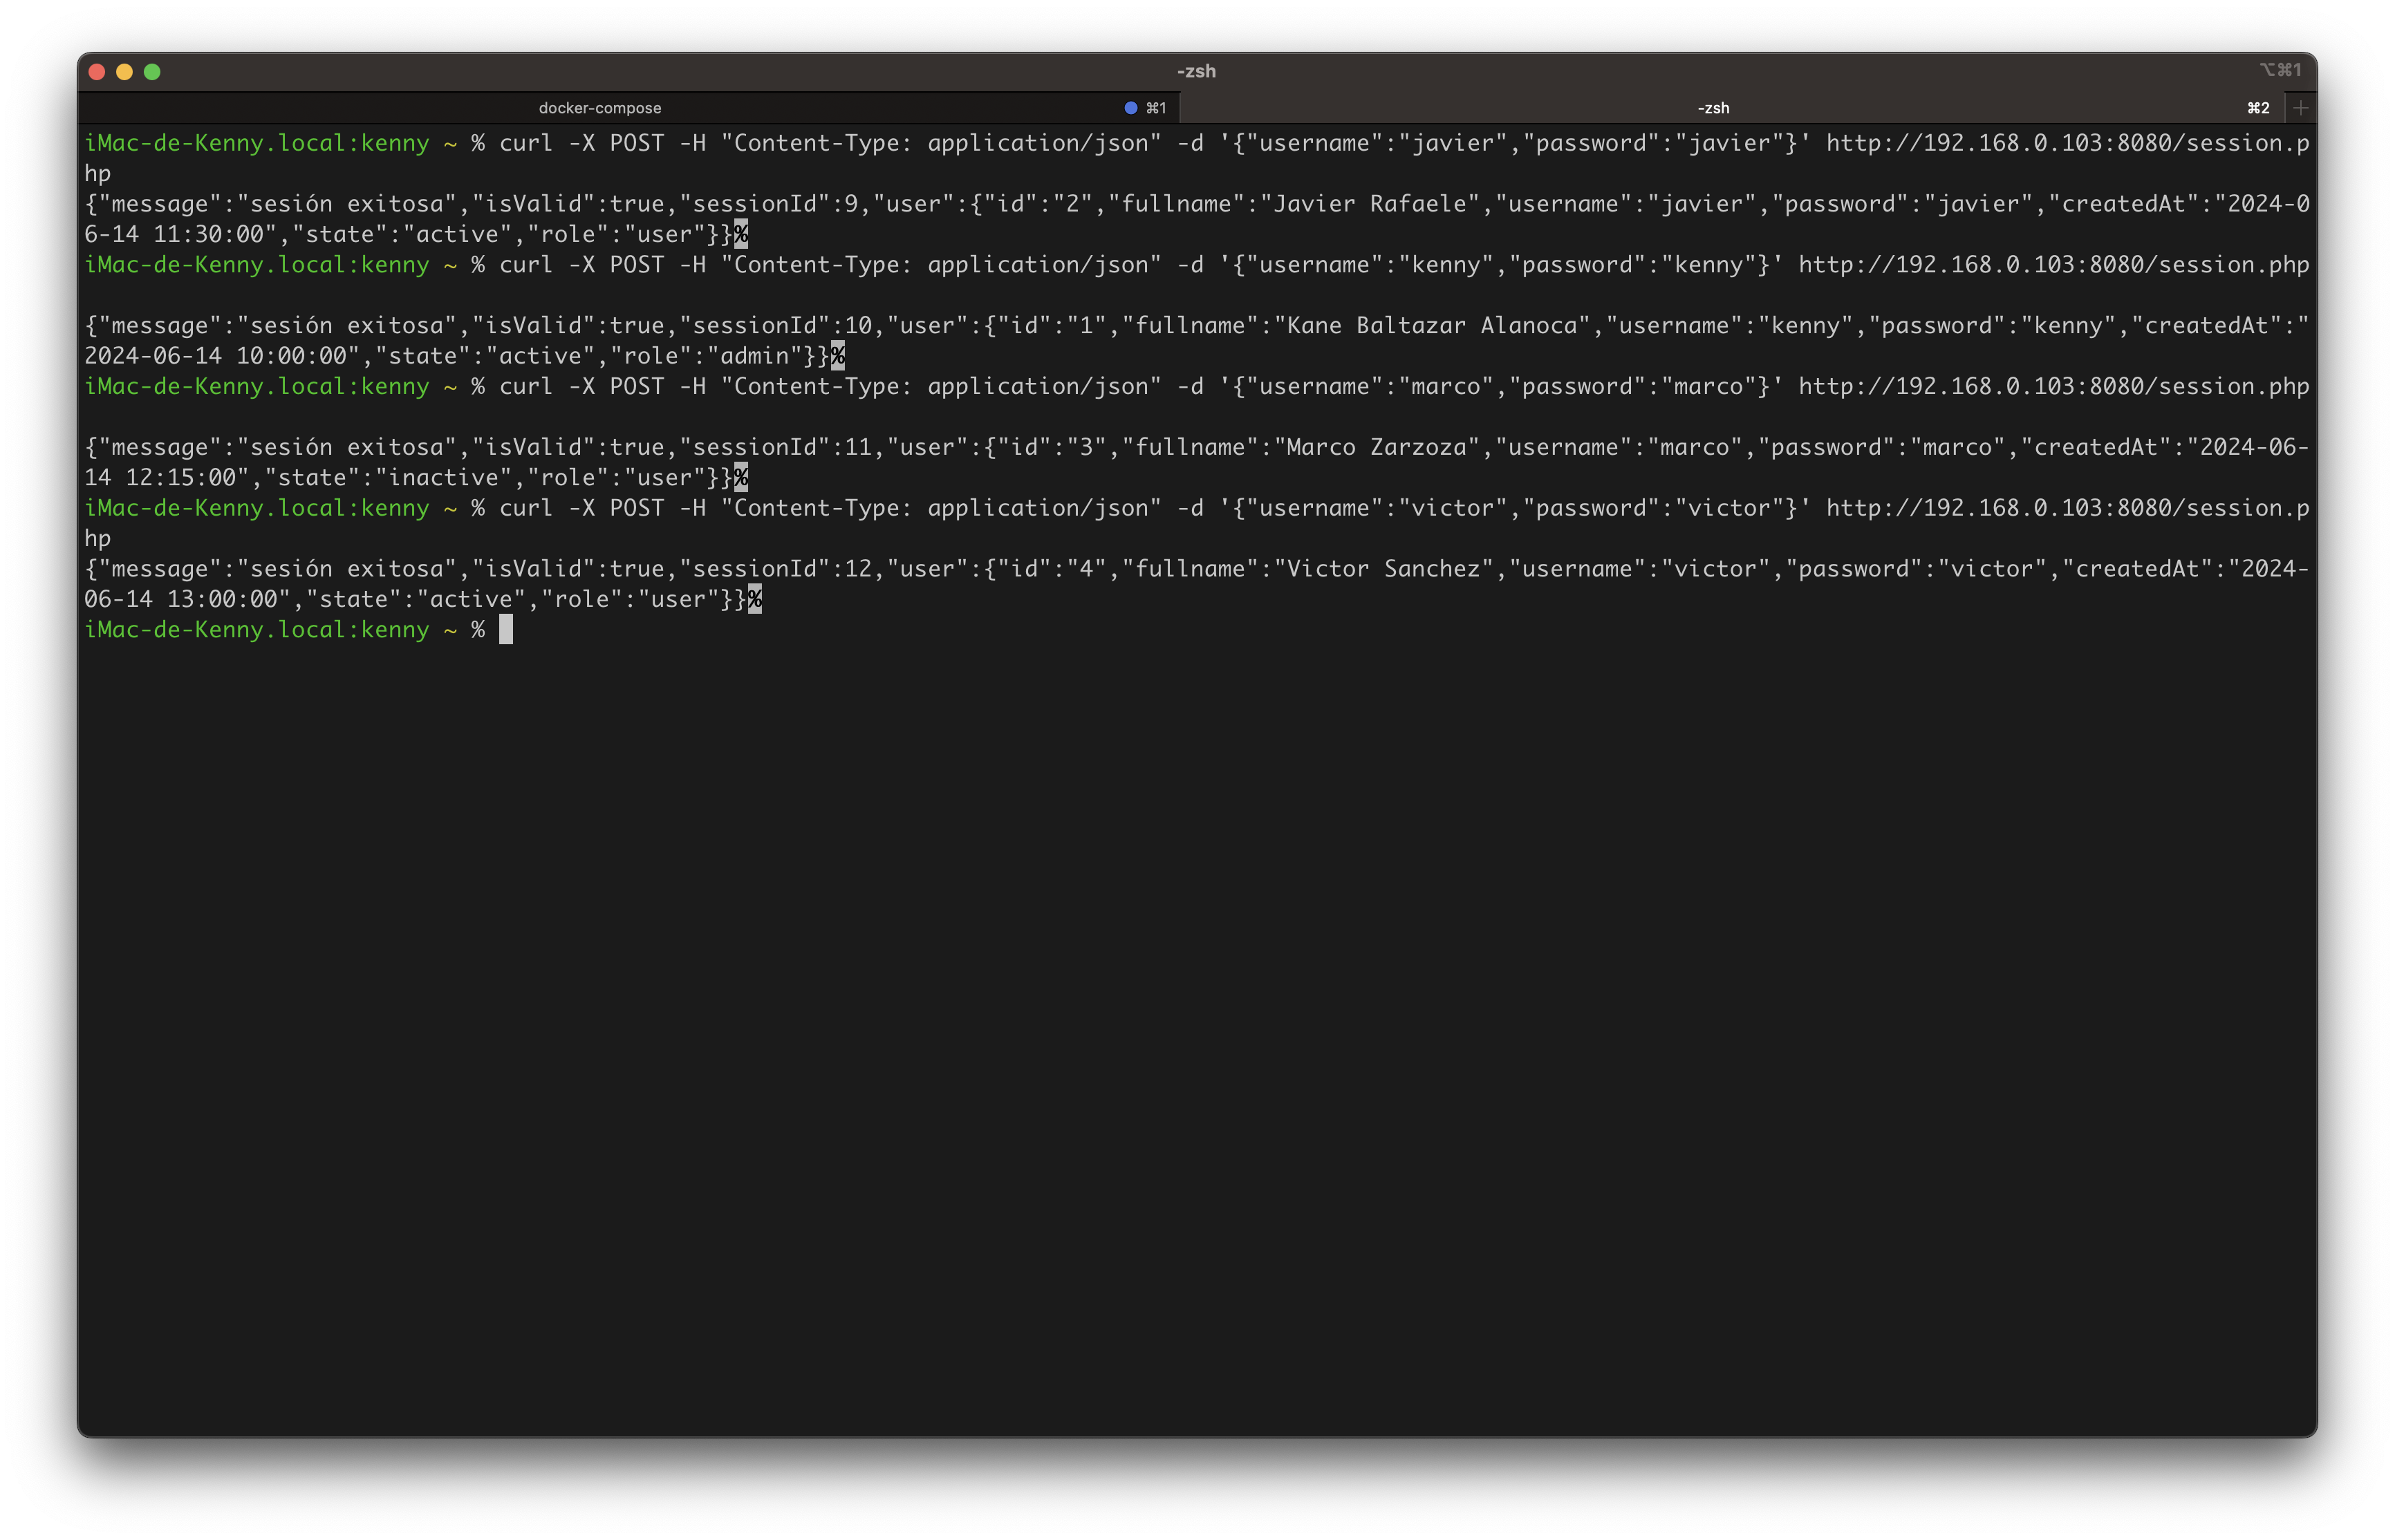 -zsh
⌥⌘1
docker-compose ⌘1 -zsh ⌘2 +
iMac-de-Kenny.local:kenny ~ % curl -X POST -H "Content-Type: application/json" -d '{"username":"javier","password":"javier"}' http://192.168.0.103:8080/session.p
hp
{"message":"sesión exitosa","isValid":true,"sessionId":9,"user":{"id":"2","fullname":"Javier Rafaele","username":"javier","password":"javier","createdAt":"2024-0
6-14 11:30:00","state":"active","role":"user"}}%
iMac-de-Kenny.local:kenny ~ % curl -X POST -H "Content-Type: application/json" -d '{"username":"kenny","password":"kenny"}' http://192.168.0.103:8080/session.php
{"message":"sesión exitosa","isValid":true,"sessionId":10,"user":{"id":"1","fullname":"Kane Baltazar Alanoca","username":"kenny","password":"kenny","createdAt":"
2024-06-14 10:00:00","state":"active","role":"admin"}}%
iMac-de-Kenny.local:kenny ~ % curl -X POST -H "Content-Type: application/json" -d '{"username":"marco","password":"marco"}' http://192.168.0.103:8080/session.php
{"message":"sesión exitosa","isValid":true,"sessionId":11,"user":{"id":"3","fullname":"Marco Zarzoza","username":"marco","password":"marco","createdAt":"2024-06-
14 12:15:00","state":"inactive","role":"user"}}%
iMac-de-Kenny.local:kenny ~ % curl -X POST -H "Content-Type: application/json" -d '{"username":"victor","password":"victor"}' http://192.168.0.103:8080/session.p
hp
{"message":"sesión exitosa","isValid":true,"sessionId":12,"user":{"id":"4","fullname":"Victor Sanchez","username":"victor","password":"victor","createdAt":"2024-
06-14 13:00:00","state":"active","role":"user"}}%
iMac-de-Kenny.local:kenny ~ %